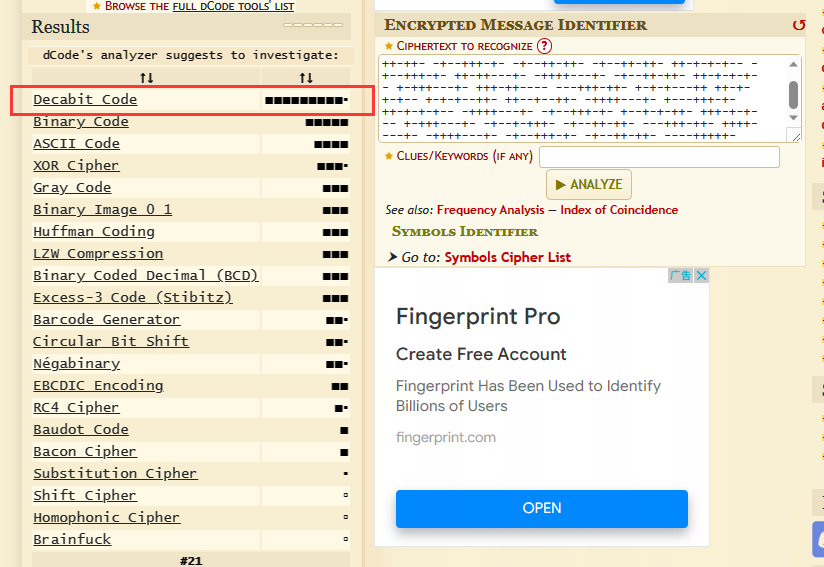 ★ BROWSE THE FULL DCODE TOOLS' LIST
Results
dCode's analyzer suggests to investigate:
↑↓ ↑↓
Decabit Code ■■■■■■■■■▪
Binary Code ■■■■■
ASCII Code ■■■■
XOR Cipher ■■■▪
Gray Code ■■■
Binary Image 0 1 ■■■
Huffman Coding ■■■
LZW Compression ■■■
Binary Coded Decimal (BCD) ■■■
Excess-3 Code (Stibitz) ■■■
Barcode Generator ■■▪
Circular Bit Shift ■■▪
Négabinary ■■▪
EBCDIC Encoding ■■
RC4 Cipher ■▪
Baudot Code ■
Bacon Cipher ■
Substitution Cipher ▪
Shift Cipher ▫
Homophonic Cipher ▫
Brainfuck ▫
#21
ENCRYPTED MESSAGE IDENTIFIER
★ CIPHERTEXT TO RECOGNIZE ?
★ CLUES/KEYWORDS (IF ANY)
▶ ANALYZE
See also: Frequency Analysis — Index of Coincidence
SYMBOLS IDENTIFIER
➤ Go to: Symbols Cipher List
广告
Fingerprint Pro
Create Free Account
Fingerprint Has Been Used to Identify
Billions of Users
fingerprint.com
OPEN